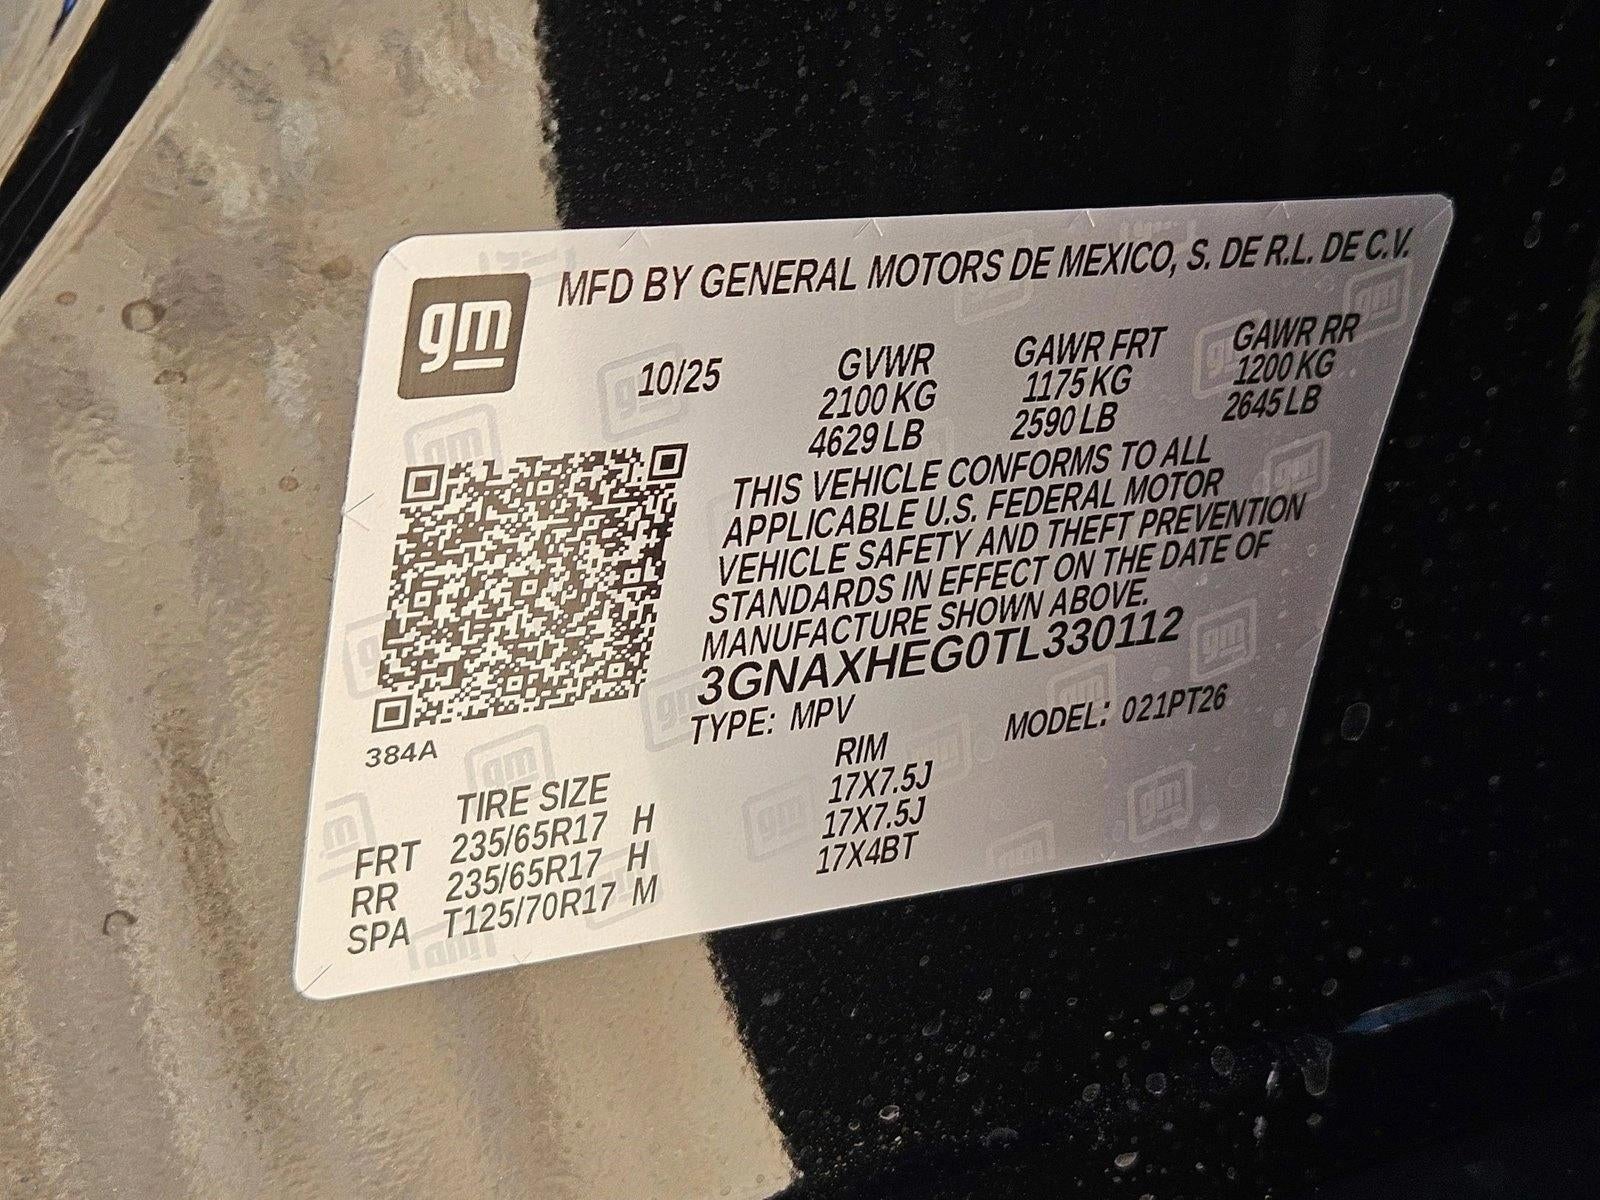 gm
MFD BY GENERAL MOTORS DE MEXICO, S. DE R.L. DE C.V.
10/25 GVWR GAWR FRT GAWR RR
2100 KG 1175 KG 1200 KG
4629 LB 2590 LB 2645 LB
THIS VEHICLE CONFORMS TO ALL
APPLICABLE U.S. FEDERAL MOTOR
VEHICLE SAFETY AND THEFT PREVENTION
STANDARDS IN EFFECT ON THE DATE OF
MANUFACTURE SHOWN ABOVE.
3GNAXHEG0TL330112
TYPE: MPV MODEL: 021PT26
384A
TIRE SIZE RIM
FRT 235/65R17 H 17X7.5J
RR 235/65R17 H 17X7.5J
SPA T125/70R17 M 17X4BT